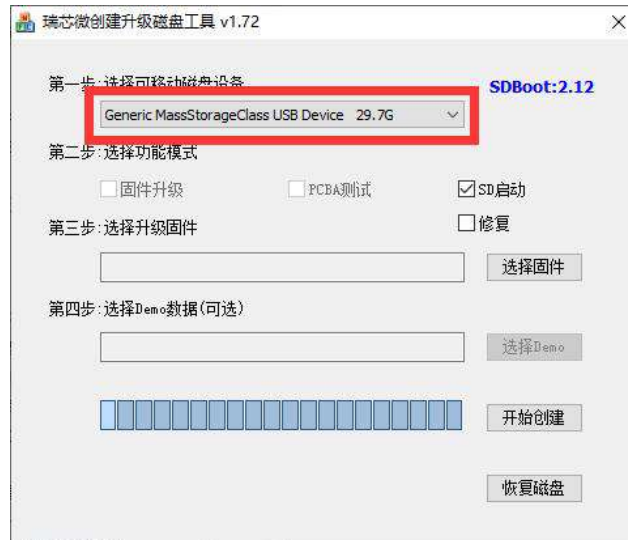 瑞芯微创建升级磁盘工具 v1.72
第一步:选择可移动磁盘设备
SDBoot:2.12
Generic MassStorageClass USB Device 29.7G
第二步:选择功能模式
固件升级
PCBA测试
SD启动
第三步:选择升级固件
修复
选择固件
第四步:选择Demo数据(可选)
选择Demo
开始创建
恢复磁盘